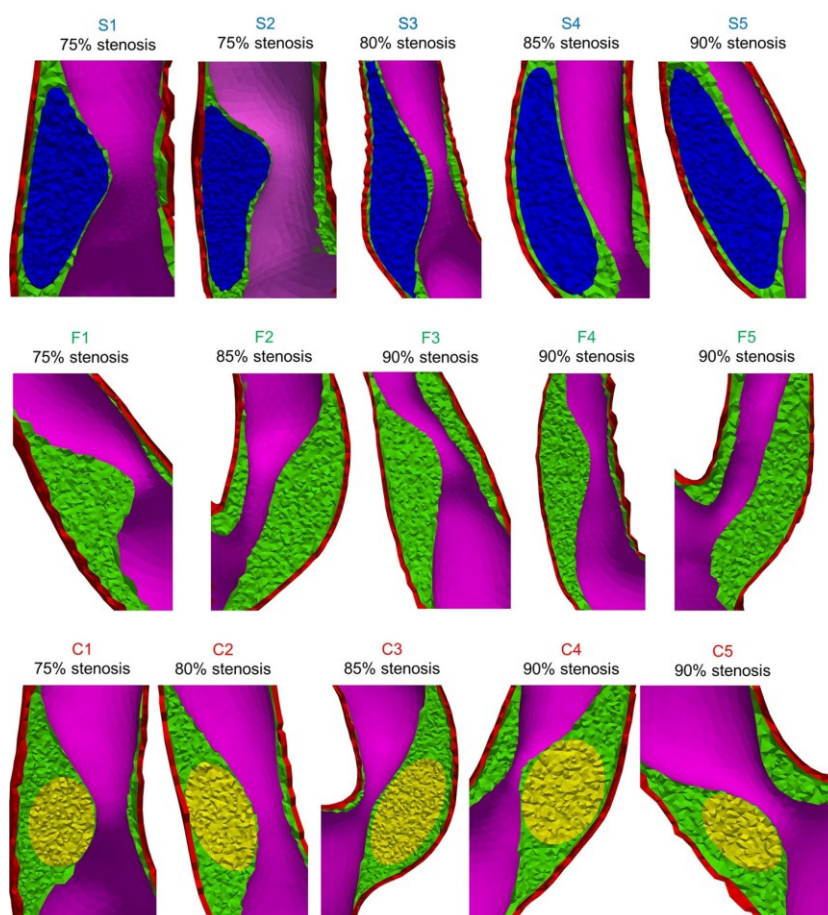 S1 S2 S3 S4 S5
75% stenosis 75% stenosis 80% stenosis 85% stenosis 90% stenosis
F1 F2 F3 F4 F5
75% stenosis 85% stenosis 90% stenosis 90% stenosis 90% stenosis
C1 C2 C3 C4 C5
75% stenosis 80% stenosis 85% stenosis 90% stenosis 90% stenosis